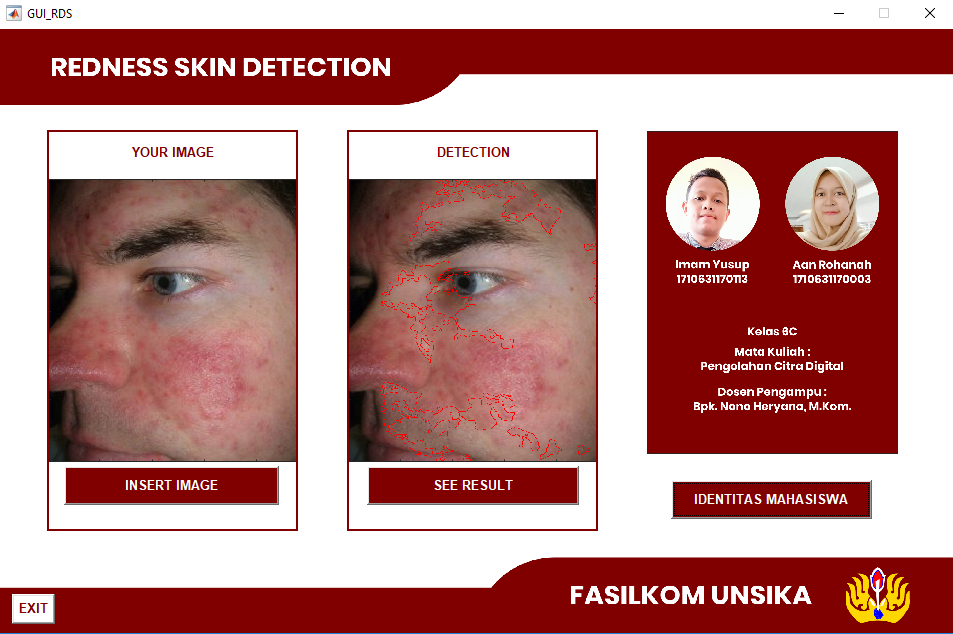 GUI_RDS
REDNESS SKIN DETECTION
YOUR IMAGE
INSERT IMAGE
DETECTION
SEE RESULT
Imam Yusup
1710631170113
Aan Rohanah
1710631170003
Kelas 6C
Mata Kuliah :
Pengolahan Citra Digital
Dosen Pengampu :
Bpk. Nono Heryana, M.Kom.
IDENTITAS MAHASISWA
EXIT
FASILKOM UNSIKA